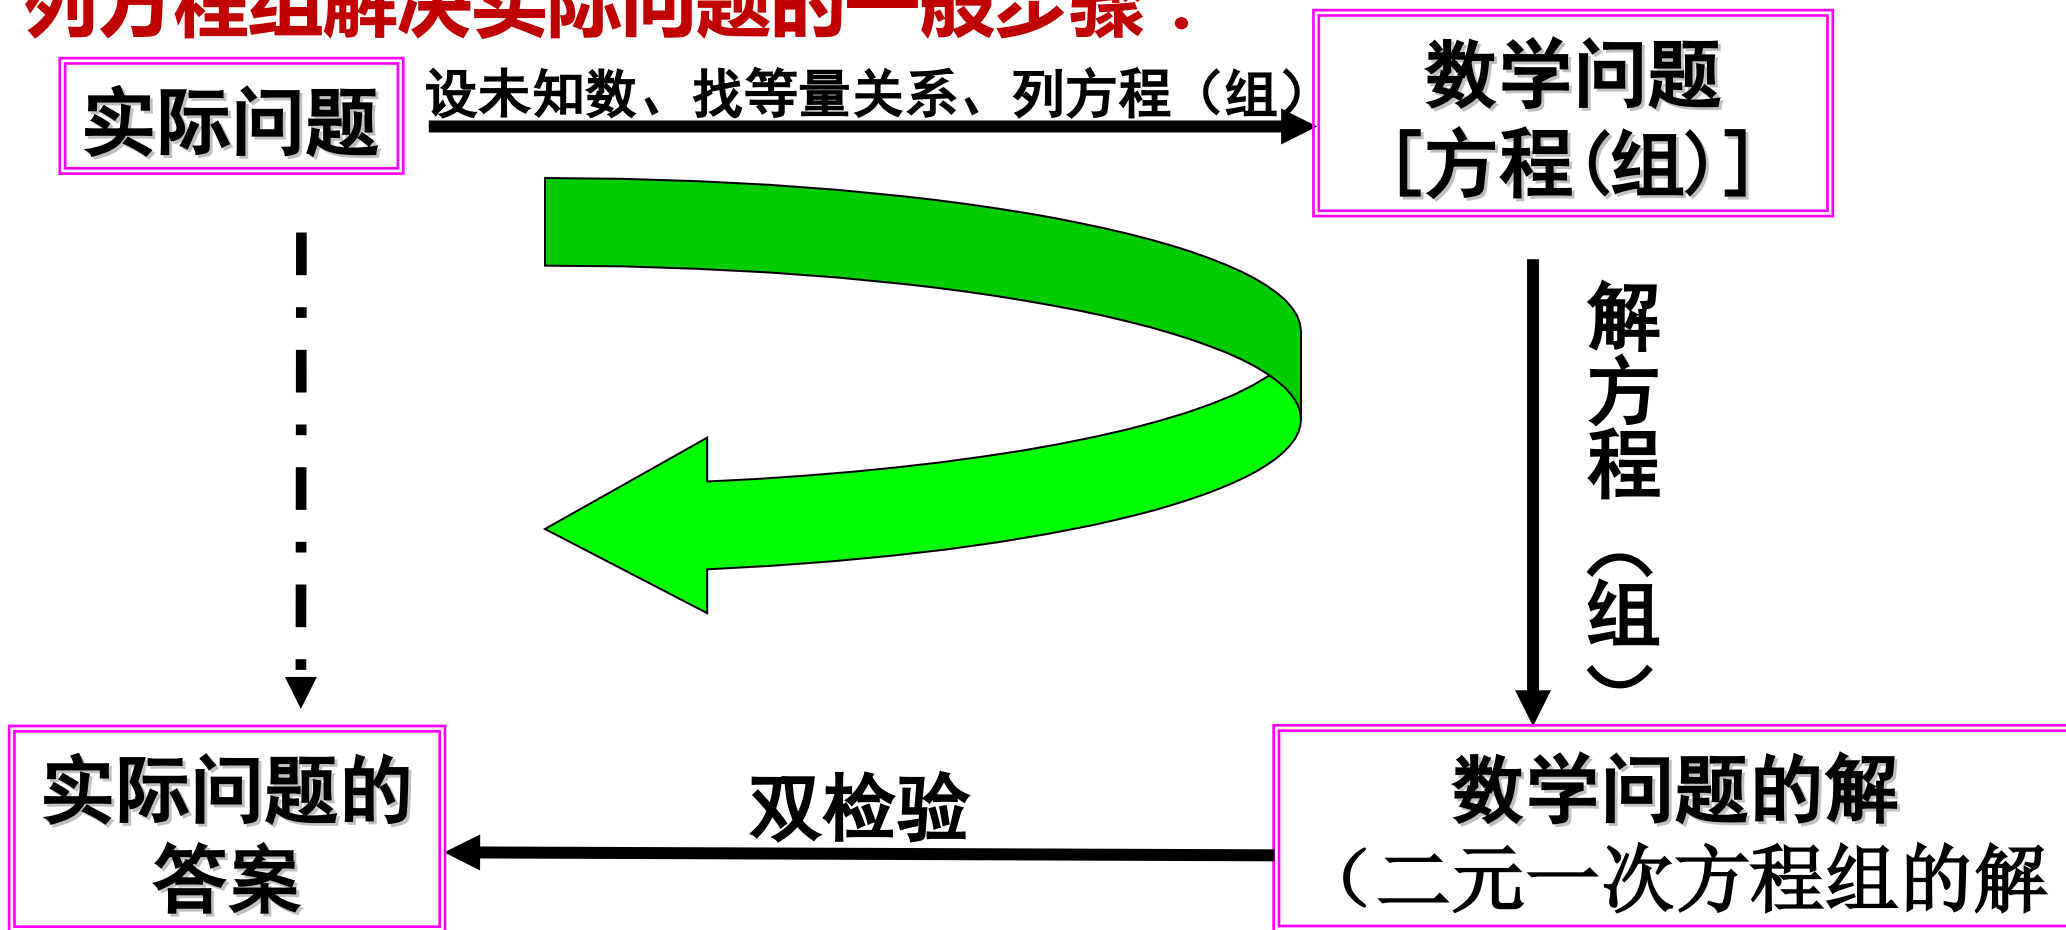 列方程组解决实际问题的一般步骤．
实际问题
设未知数、找等量关系、列方程（组）
数学问题
[方程(组)]
解方程（组）
双检验
实际问题的
答案
数学问题的解
（二元一次方程组的解